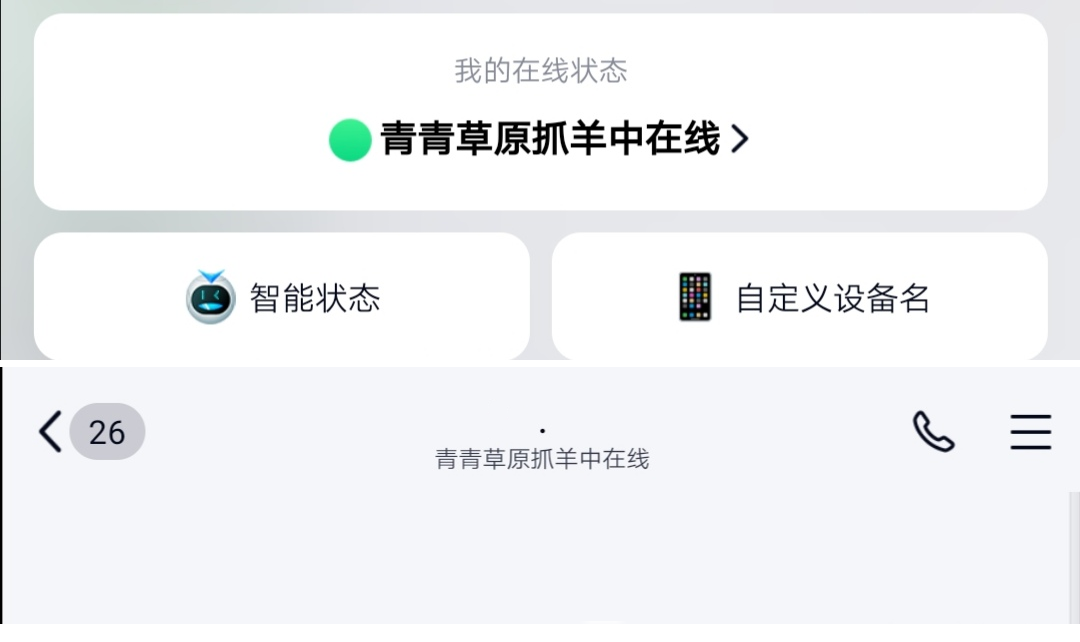 我的在线状态
青青草原抓羊中在线
智能状态
自定义设备名
26
.
青青草原抓羊中在线